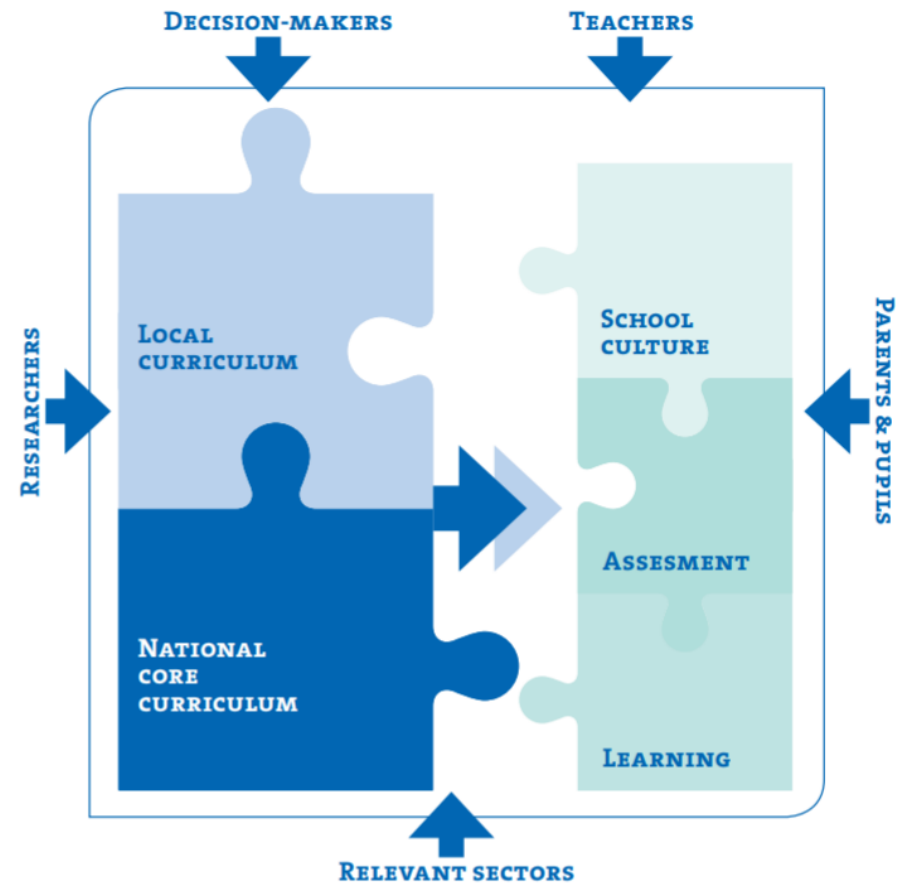 Decision-makers
Teachers
Researchers
Local
curriculum
School
culture
Parents & pupils
Assesment
National
core
curriculum
Learning
Relevant sectors